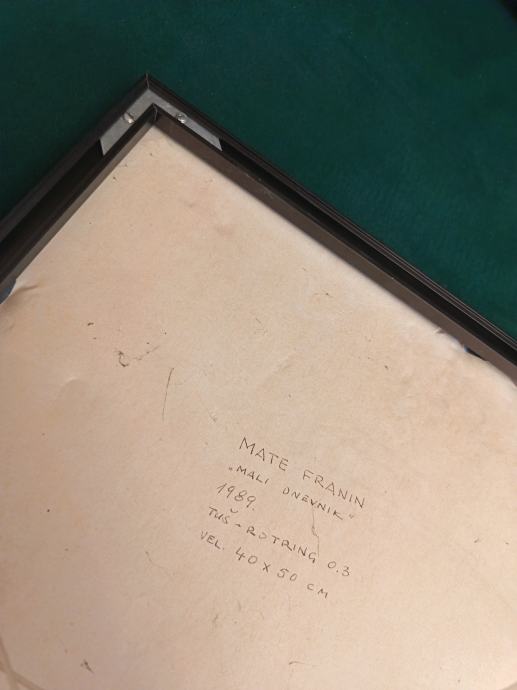 MATE FRANIN
„MALI DNEVNIK“
1989.
TUŠ-ROTRING 0.3
VEL. 40 X 50 CM